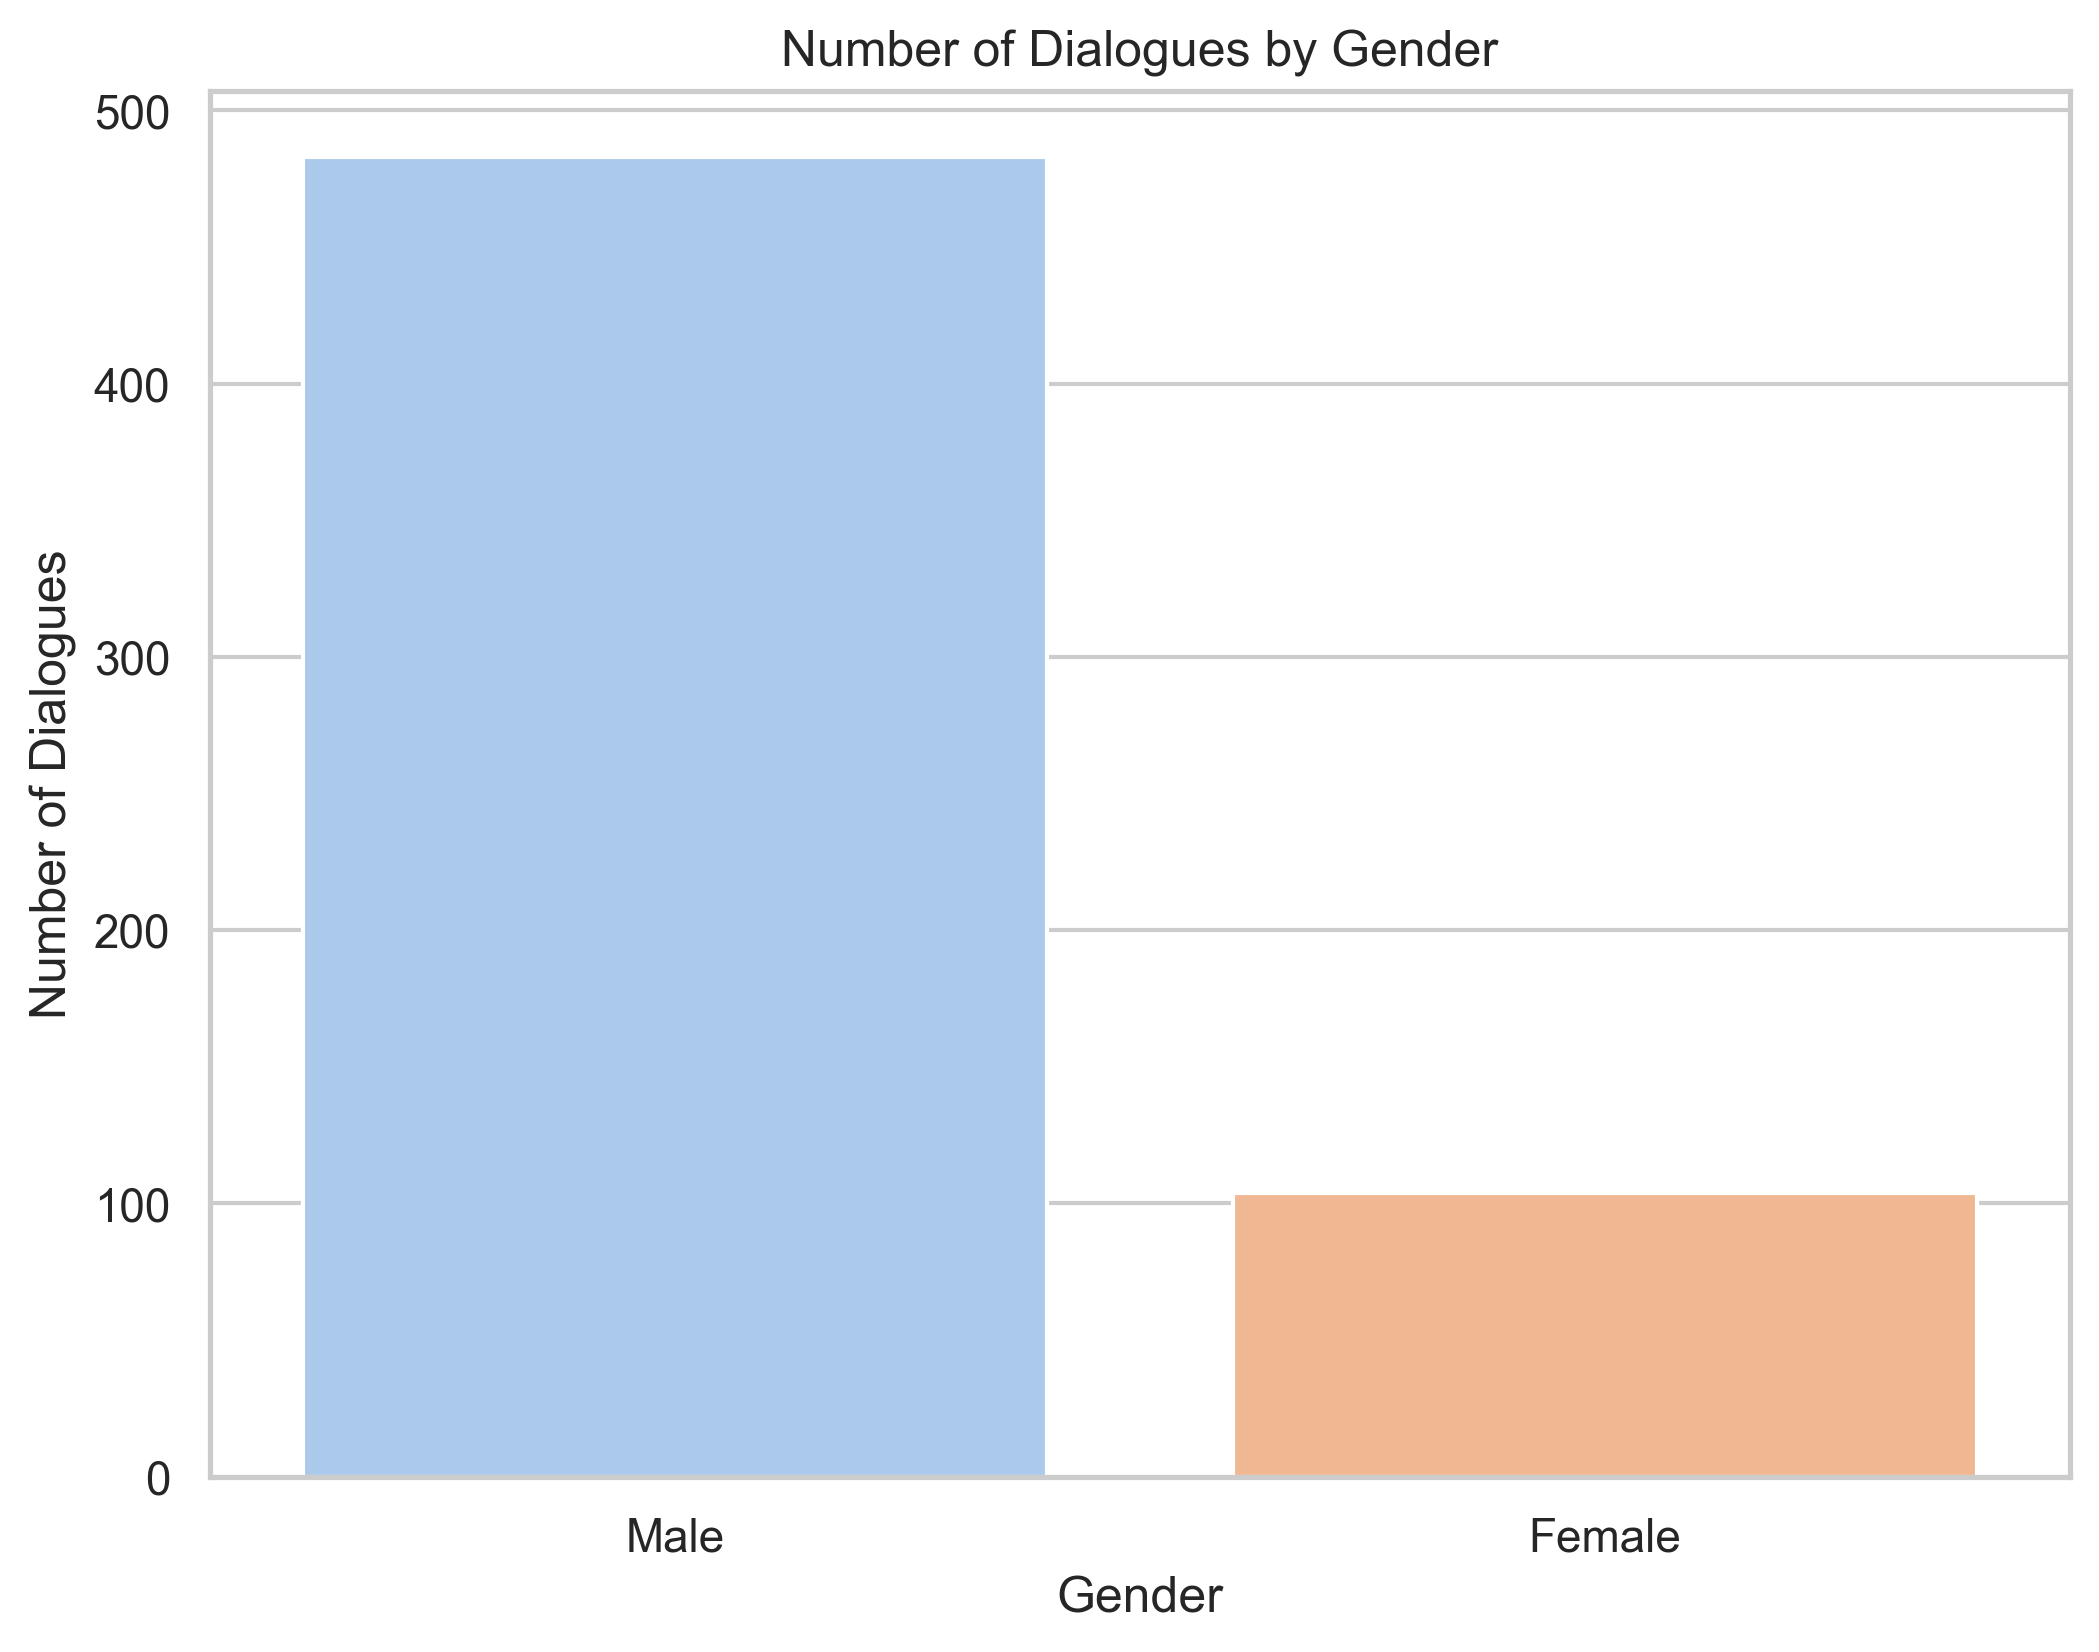 Number of Dialogues by Gender
500
400
300
200
100
0
Number of Dialogues
Male
Female
Gender